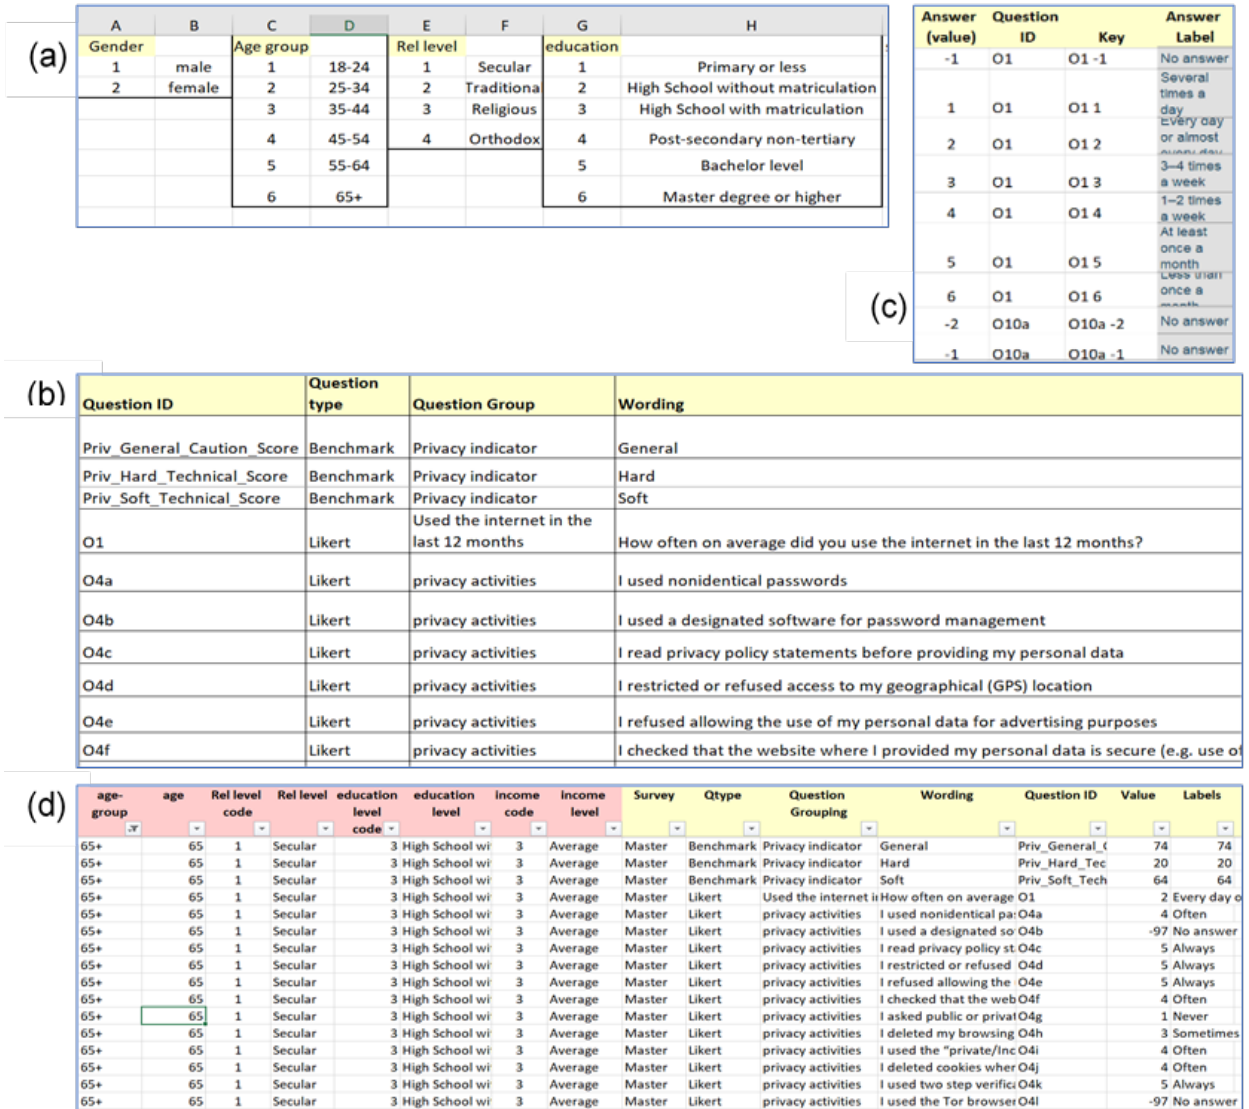 (a)
A B C D E F G H
Gender Age group Rel level education
1 male 1 18-24 1 Secular 1 Primary or less
2 female 2 25-34 2 Traditiona 2 High School without matriculation
3 35-44 3 Religious 3 High School with matriculation
4 45-54 4 Orthodox 4 Post-secondary non-tertiary
5 55-64 5 Bachelor level
6 65+ 6 Master degree or higher
(c)
Answer Question Answer
(value) ID Key Label
-1 O1 O1 -1 No answer
Several
times a
1 O1 O1 1 day
Every day
2 O1 O1 2 or almost
every day
3–4 times
3 O1 O1 3 a week
1–2 times
4 O1 O1 4 a week
At least
once a
5 O1 O1 5 month
Less than
6 O1 O1 6 once a
month
-2 O10a O10a -2 No answer
-1 O10a O10a -1 No answer
(b)
Question
Question ID type Question Group Wording
Priv_General_Caution_Score Benchmark Privacy indicator General
Priv_Hard_Technical_Score Benchmark Privacy indicator Hard
Priv_Soft_Technical_Score Benchmark Privacy indicator Soft
Used the internet in the
O1 Likert last 12 months How often on average did you use the internet in the last 12 months?
O4a Likert privacy activities I used nonidentical passwords
O4b Likert privacy activities I used a designated software for password management
O4c Likert privacy activities I read privacy policy statements before providing my personal data
O4d Likert privacy activities I restricted or refused access to my geographical (GPS) location
O4e Likert privacy activities I refused allowing the use of my personal data for advertising purposes
O4f Likert privacy activities I checked that the website where I provided my personal data is secure (e.g. use of
(d)
age- age Rel level Rel level education education income income Survey Qtype Question Wording Question ID Value Labels
group code level level code level Grouping
code
65+ 65 1 Secular 3 High School wi 3 Average Master Benchmark Privacy indicator General Priv_General_( 74 74
65+ 65 1 Secular 3 High School wi 3 Average Master Benchmark Privacy indicator Hard Priv_Hard_Tec 20 20
65+ 65 1 Secular 3 High School wi 3 Average Master Benchmark Privacy indicator Soft Priv_Soft_Tech 64 64
65+ 65 1 Secular 3 High School wi 3 Average Master Likert Used the internet i How often on average O1 2 Every day o
65+ 65 1 Secular 3 High School wi 3 Average Master Likert privacy activities I used nonidentical pa O4a 4 Often
65+ 65 1 Secular 3 High School wi 3 Average Master Likert privacy activities I used a designated so O4b -97 No answer
65+ 65 1 Secular 3 High School wi 3 Average Master Likert privacy activities I read privacy policy st O4c 5 Always
65+ 65 1 Secular 3 High School wi 3 Average Master Likert privacy activities I restricted or refused O4d 5 Always
65+ 65 1 Secular 3 High School wi 3 Average Master Likert privacy activities I refused allowing the O4e 5 Always
65+ 65 1 Secular 3 High School wi 3 Average Master Likert privacy activities I checked that the web O4f 4 Often
65+ 65 1 Secular 3 High School wi 3 Average Master Likert privacy activities I asked public or privat O4g 1 Never
65+ 65 1 Secular 3 High School wi 3 Average Master Likert privacy activities I deleted my browsing O4h 3 Sometimes
65+ 65 1 Secular 3 High School wi 3 Average Master Likert privacy activities I used the "private/Inc O4i 4 Often
65+ 65 1 Secular 3 High School wi 3 Average Master Likert privacy activities I deleted cookies wher O4j 4 Often
65+ 65 1 Secular 3 High School wi 3 Average Master Likert privacy activities I used two step verific O4k 5 Always
65+ 65 1 Secular 3 High School wi 3 Average Master Likert privacy activities I used the Tor browser O4l -97 No answer